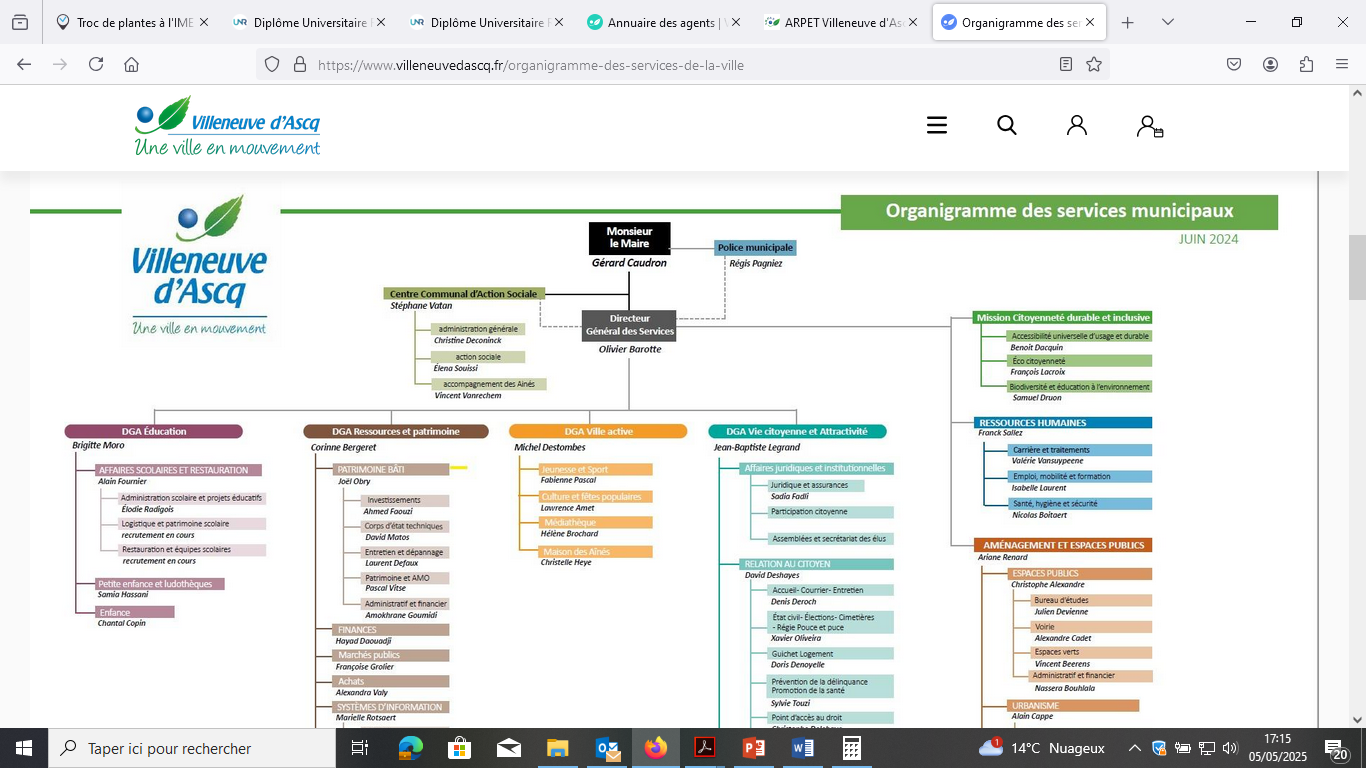 Troc de plantes à l'IME
Diplôme Universitaire
Diplôme Universitaire
Annuaire des agents |
ARPET Villeneuve d'Asc
Organigramme des ser
https://www.villeneuvedascq.fr/organigramme-des-services-de-la-ville
Villeneuve d'Ascq
Une ville en mouvement
Organigramme des services municipaux
JUIN 2024
Villeneuve
d'Ascq
Une ville en mouvement
Monsieur
le Maire
Gérard Caudron
Police municipale
Régis Pagniez
Centre Communal d'Action Sociale
Stéphane Vatan
administration générale
Christine Deconinck
action sociale
Élena Souissi
accompagnement des Ainés
Vincent Vanrechem
Directeur
Général des Services
Olivier Barotte
DGA Éducation
Brigitte Moro
AFFAIRES SCOLAIRES ET RESTAURATION
Alain Fournier
Administration scolaire et projets éducatifs
Élodie Radigois
Logistique et patrimoine scolaire
recrutement en cours
Restauration et équipes scolaires
recrutement en cours
Petite enfance et ludothèques
Samia Hassani
Enfance
Chantal Copin
DGA Ressources et patrimoine
Corinne Bergeret
PATRIMOINE BÂTI
Joël Obry
Investissements
Ahmed Faouzi
Corps d'état techniques
David Matos
Entretien et dépannage
Laurent Defaux
Patrimoine et AMO
Pascal Vitse
Administratif et financier
Amokhrane Goumidi
FINANCES
Hayad Daouadji
Marchés publics
Françoise Grolier
Achats
Alexandra Valy
SYSTÈMES D'INFORMATION
Marielle Rotsaert
DGA Ville active
Michel Destombes
Jeunesse et Sport
Fabienne Pascal
Culture et fêtes populaires
Lawrence Amet
Médiathèque
Hélène Brochard
Maison des Aînés
Christelle Heye
DGA Vie citoyenne et Attractivité
Jean-Baptiste Legrand
Affaires juridiques et institutionnelles
Juridique et assurances
Sadia Fadli
Participation citoyenne
Assemblées et secrétariat des élus
RELATION AU CITOYEN
David Deshayes
Accueil- Courrier- Entretien
Denis Deroch
État civil- Élections- Cimetières
- Régie Pouce et puce
Xavier Oliveira
Guichet Logement
Doris Denoyelle
Prévention de la délinquance
Promotion de la santé
Sylvie Touzi
Point d'accès au droit
Mission Citoyenneté durable et inclusive
Accessibilité universelle d'usage et durable
Benoit Dacquin
Éco citoyenneté
François Lacroix
Biodiversité et éducation à l'environnement
Samuel Druon
RESSOURCES HUMAINES
Franck Sallez
Carrière et traitements
Valérie Vansuypeene
Emploi, mobilité et formation
Isabelle Laurent
Santé, hygiène et sécurité
Nicolas Boitaert
AMÉNAGEMENT ET ESPACES PUBLICS
Ariane Renard
ESPACES PUBLICS
Christophe Alexandre
Bureau d'études
Julien Devienne
Voirie
Alexandre Cadet
Espaces verts
Vincent Beerens
Administratif et financier
Nassera Bouhlala
URBANISME
Alain Cappe
Taper ici pour rechercher
14°C Nuageux
17:15
05/05/2025
20